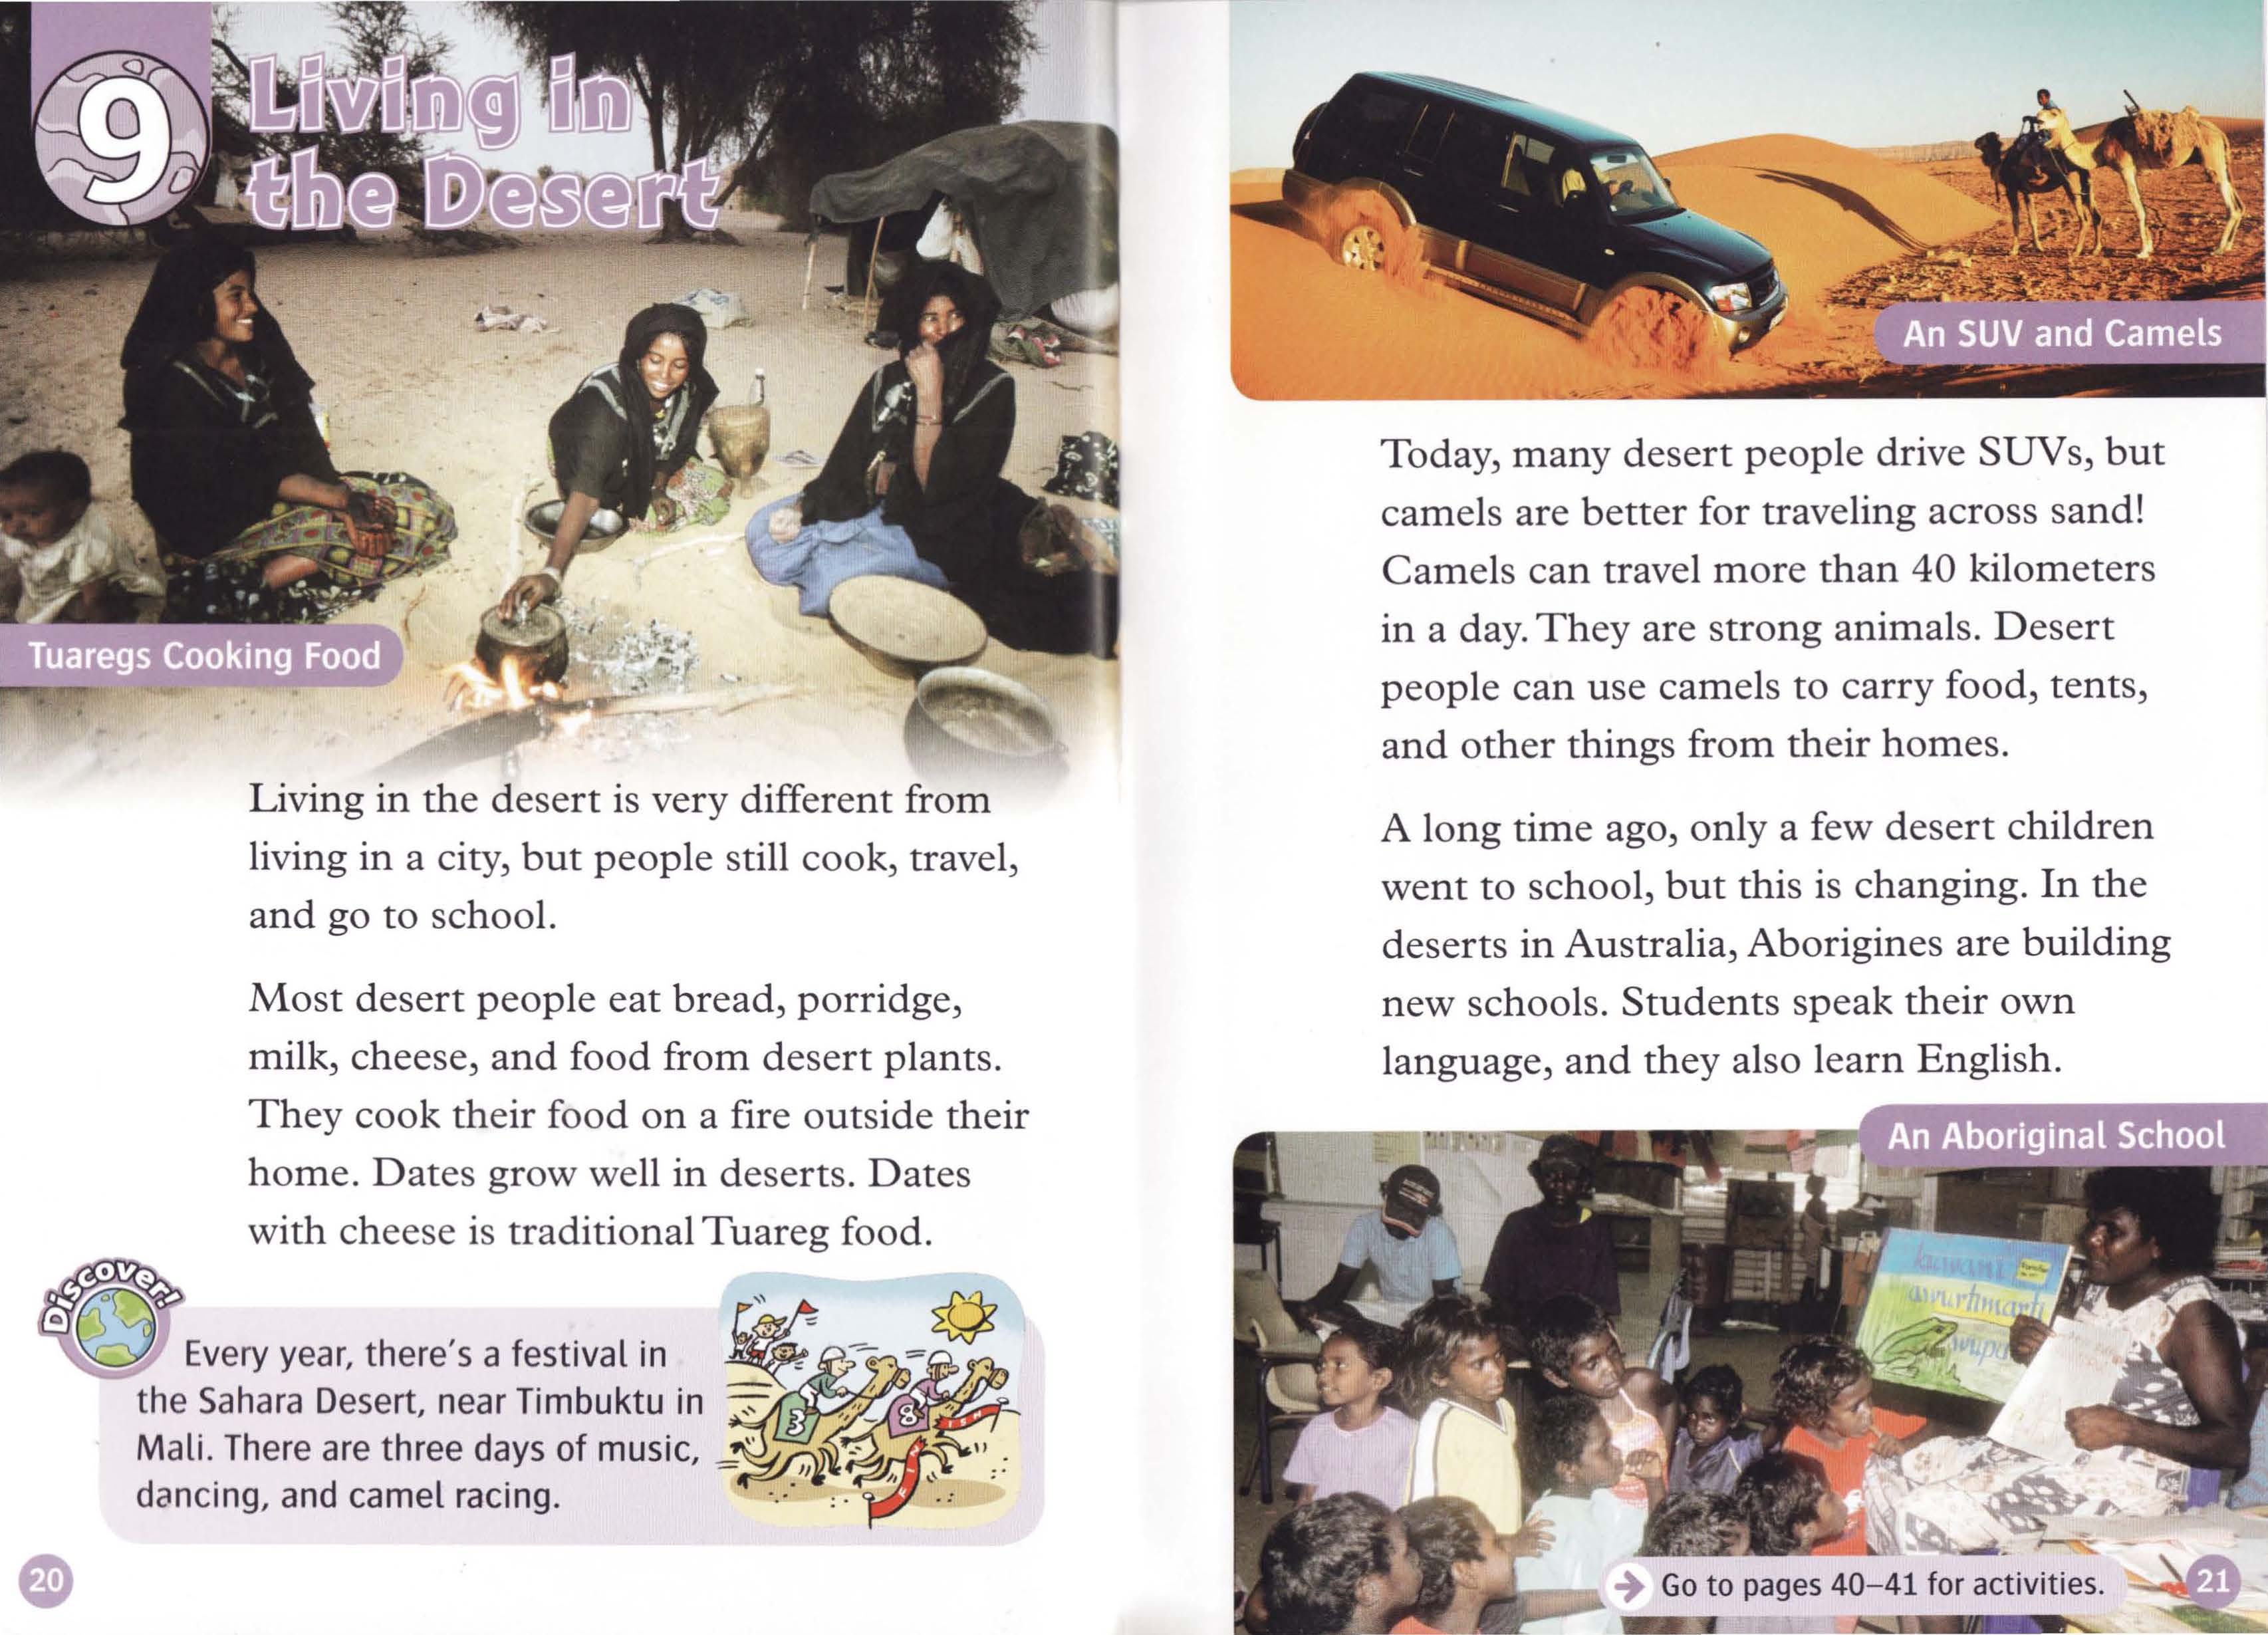 9
Living in
the Desert
Tuaregs Cooking Food
Living in the desert is very different from
living in a city, but people still cook, travel,
and go to school.
Most desert people eat bread, porridge,
milk, cheese, and food from desert plants.
They cook their food on a fire outside their
home. Dates grow well in deserts. Dates
with cheese is traditional Tuareg food.
Discover!
Every year, there's a festival in
the Sahara Desert, near Timbuktu in
Mali. There are three days of music,
dancing, and camel racing.
3
8
FINISH
20
An SUV and Camels
Today, many desert people drive SUVs, but
camels are better for traveling across sand!
Camels can travel more than 40 kilometers
in a day. They are strong animals. Desert
people can use camels to carry food, tents,
and other things from their homes.
A long time ago, only a few desert children
went to school, but this is changing. In the
deserts in Australia, Aborigines are building
new schools. Students speak their own
language, and they also learn English.
An Aboriginal School
awurtimarti
Go to pages 40–41 for activities.
21